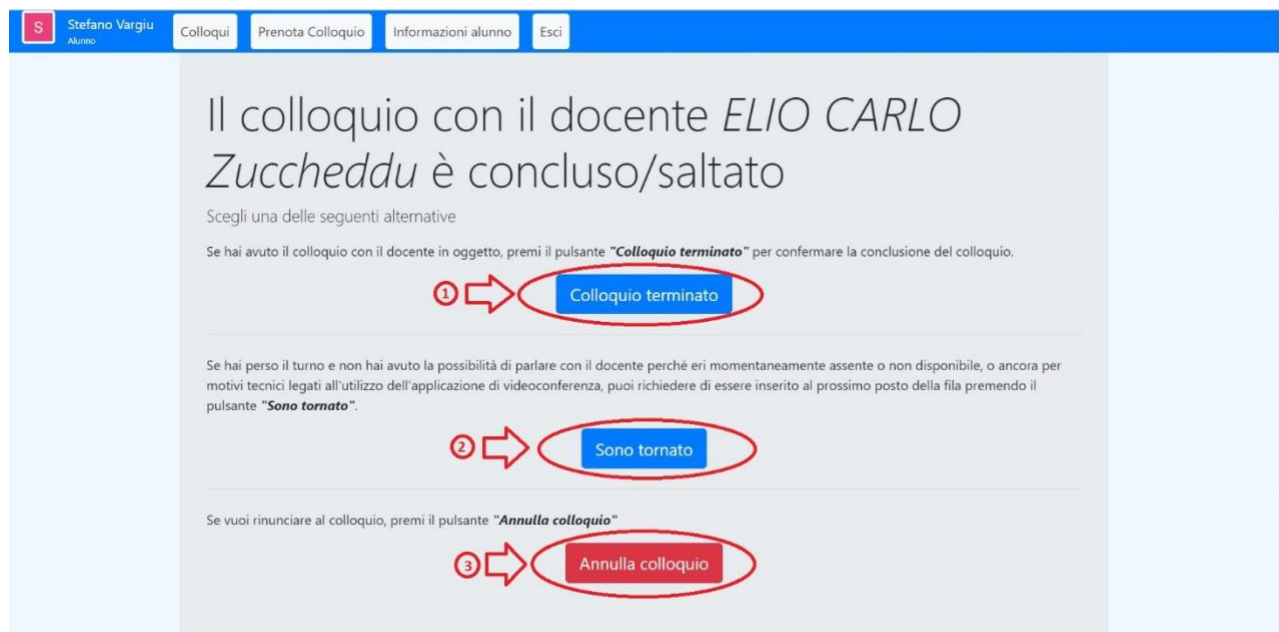 S
Stefano Vargiu
Alunno
Colloqui
Prenota Colloquio
Informazioni alunno
Esci
Il colloquio con il docente ELIO CARLO
Zuccheddu è concluso/saltato
Scegli una delle seguenti alternative
Se hai avuto il colloquio con il docente in oggetto, premi il pulsante "Colloquio terminato" per confermare la conclusione del colloquio.
1
Colloquio terminato
Se hai perso il turno e non hai avuto la possibilità di parlare con il docente perché eri momentaneamente assente o non disponibile, o ancora per
motivi tecnici legati all'utilizzo dell'applicazione di videoconferenza, puoi richiedere di essere inserito al prossimo posto della fila premendo il
pulsante "Sono tornato".
2
Sono tornato
Se vuoi rinunciare al colloquio, premi il pulsante "Annulla colloquio"
3
Annulla colloquio